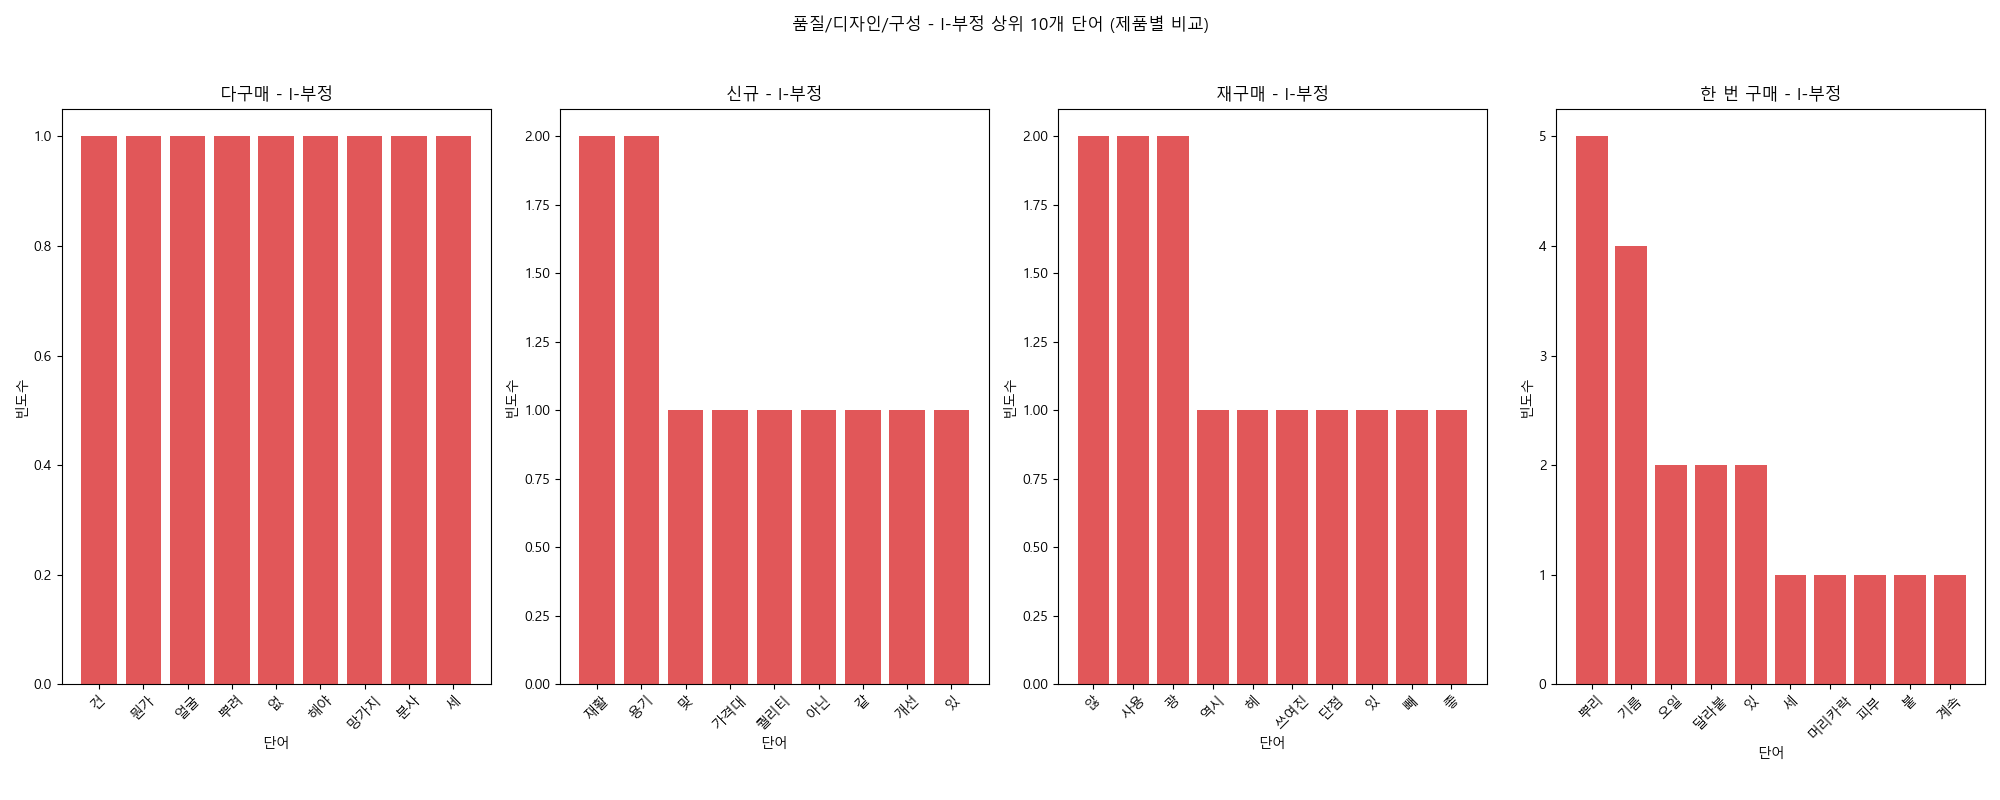 품질/디자인/구성 - I-부정 상위 10개 단어 (제품별 비교)
다구매 - I-부정
빈도수
1.0
0.8
0.6
0.4
0.2
0.0
건 뭔가 얼굴 뿌려 없 해야 망가지 분사 세
단어
신규 - I-부정
빈도수
2.00
1.75
1.50
1.25
1.00
0.75
0.50
0.25
0.00
재활 용기 맞 가격대 퀄리티 아닌 같 개선 있
단어
재구매 - I-부정
빈도수
2.00
1.75
1.50
1.25
1.00
0.75
0.50
0.25
0.00
않 사용 광 역시 헤 쓰여진 단점 있 빼 좋
단어
한 번 구매 - I-부정
빈도수
5
4
3
2
1
0
뿌리 기름 오일 달라붙 있 세 머리카락 피부 붙 계속
단어